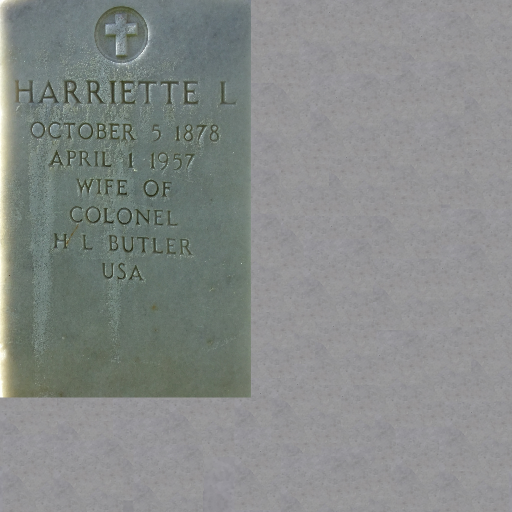 HARRIETTE L
OCTOBER 5 1878
APRIL 1 1957
WIFE OF
COLONEL
H L BUTLER
USA